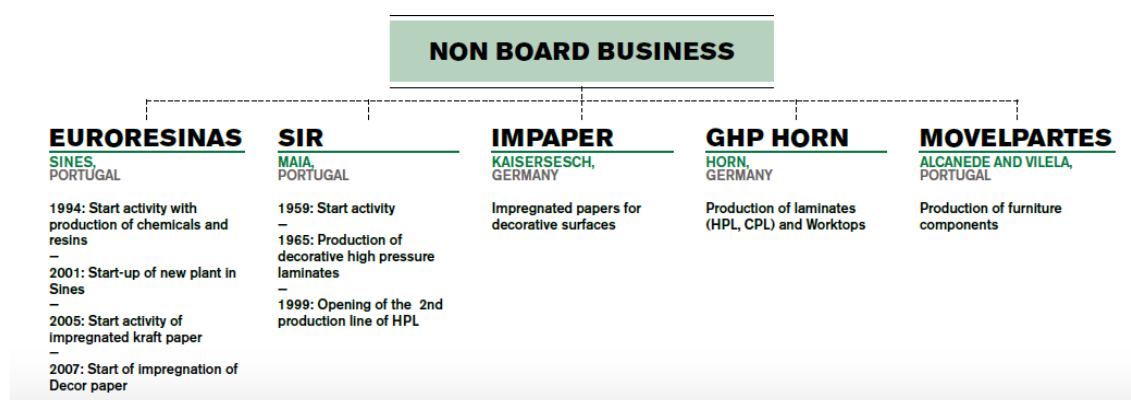 NON BOARD BUSINESS
EURORESINAS
SINES,
PORTUGAL
1994: Start activity with
production of chemicals and
resins
–
2001: Start-up of new plant in
Sines
–
2005: Start activity of
impregnated kraft paper
–
2007: Start of impregnation of
Decor paper
SIR
MAIA,
PORTUGAL
1959: Start activity
–
1965: Production of
decorative high pressure
laminates
–
1999: Opening of the 2nd
production line of HPL
IMPAPER
KAISERSESCH,
GERMANY
Impregnated papers for
decorative surfaces
GHP HORN
HORN,
GERMANY
Production of laminates
(HPL, CPL) and Worktops
MOVELPARTES
ALCANEDE AND VILELA,
PORTUGAL
Production of furniture
components